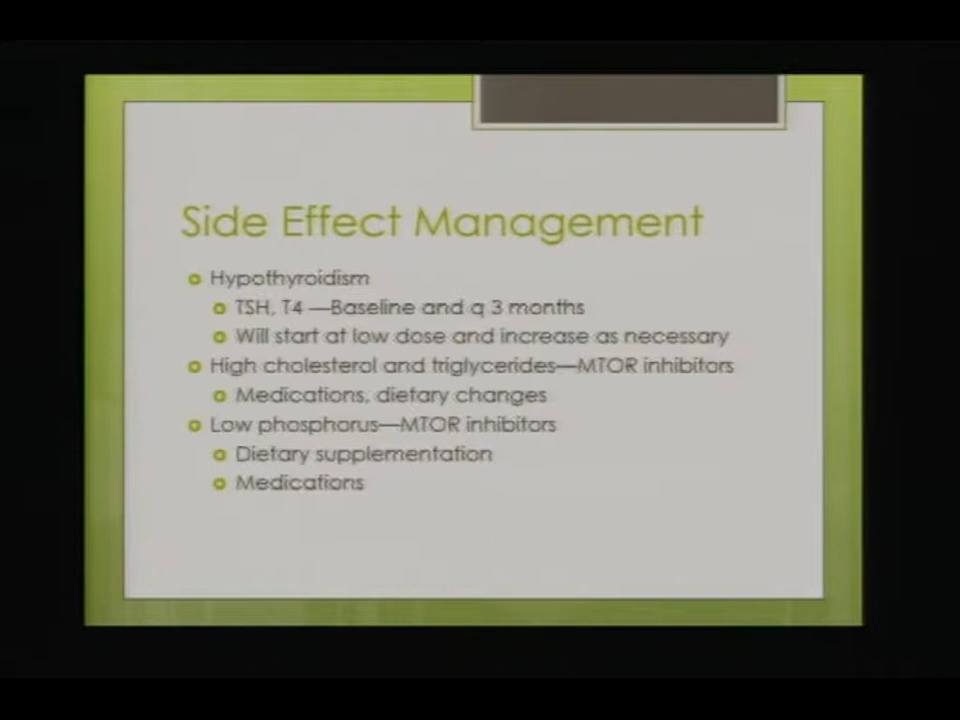 Side Effect Management
Hypothyroidism
TSH, T4 —Baseline and q 3 months
Will start at low dose and increase as necessary
High cholesterol and triglycerides—MTOR inhibitors
Medications, dietary changes
Low phosphorus—MTOR inhibitors
Dietary supplementation
Medications